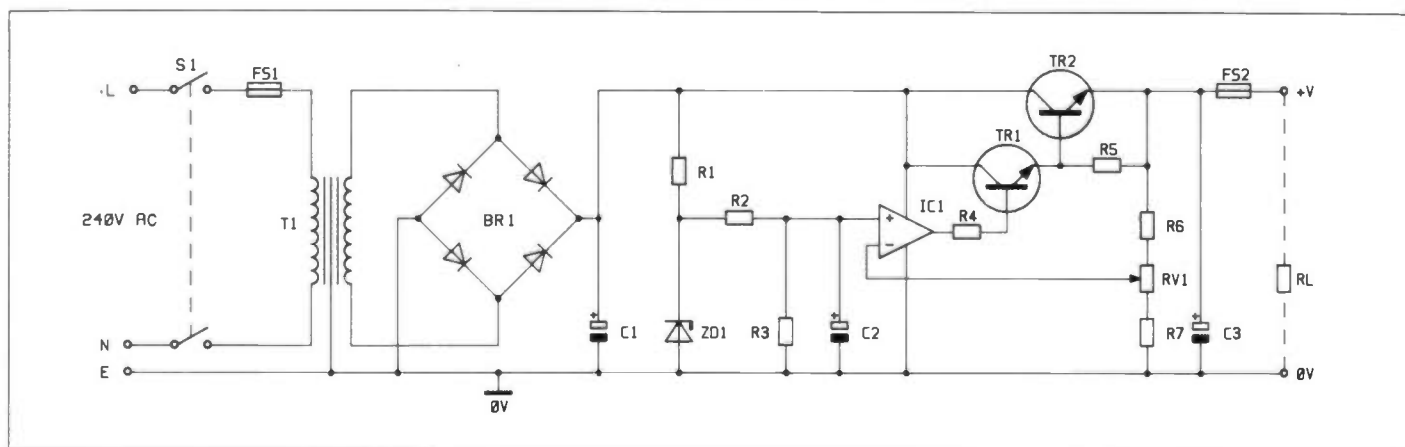 S1
FS1
TR2
FS2
L
+V
TR1
R5
R1
240V AC
T1
BR1
R2
IC1
R4
R6
+
−
RV1
RL
+
C1
ZD1
R3
+
C2
R7
+
C3
N
E
0V
0V